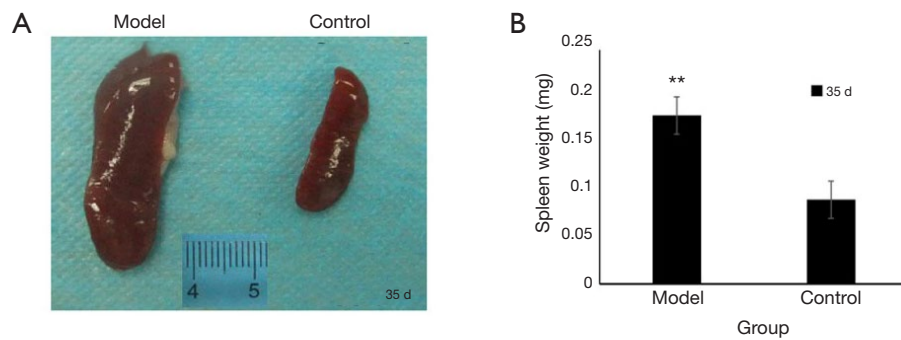 A
Model Control
4 5
35 d
B
0.25
0.2
0.15
0.1
0.05
0
Spleen weight (mg)
**
35 d
Model Control
Group